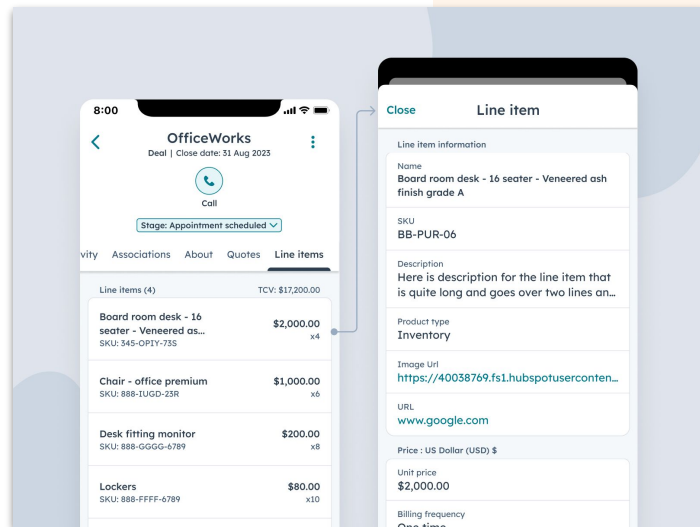 8:00
OfficeWorks
Deal | Close date: 31 Aug 2023
Call
Stage: Appointment scheduled
vity Associations About Quotes Line items
Line items (4) TCV: $17,200.00
Board room desk - 16
seater - Veneered as... $2,000.00
SKU: 345-OPIY-73S x4
Chair - office premium $1,000.00
SKU: 888-IUGD-23R x6
Desk fitting monitor $200.00
SKU: 888-GGGG-6789 x8
Lockers $80.00
SKU: 888-FFFF-6789 x10
Close Line item
Line item information
Name
Board room desk - 16 seater - Veneered ash
finish grade A
SKU
BB-PUR-06
Description
Here is description for the line item that
is quite long and goes over two lines an...
Product type
Inventory
Image Url
https://40038769.fs1.hubspotuserconten...
URL
www.google.com
Price : US Dollar (USD) $
Unit price
$2,000.00
Billing frequency
One time